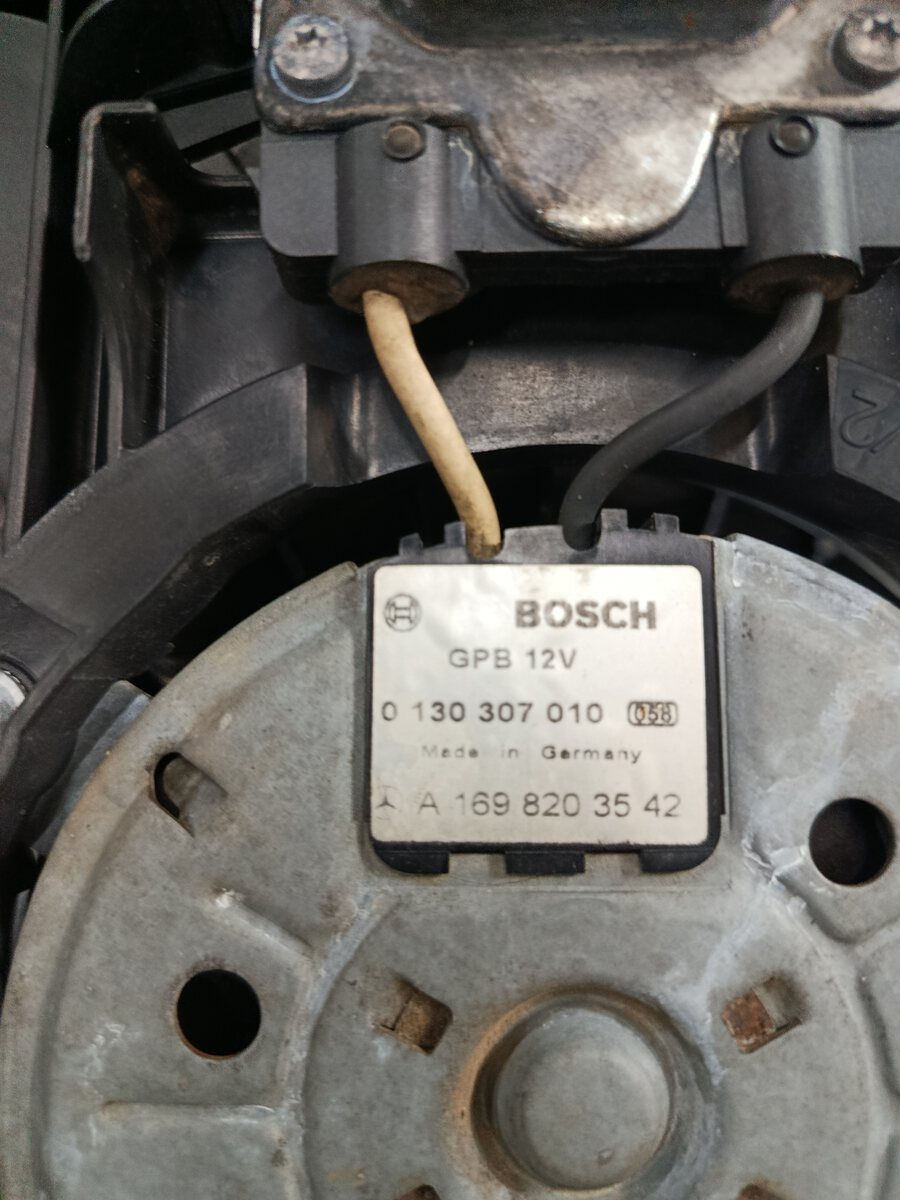 BOSCH
GPB 12V
0 130 307 010 058
Made in Germany
A 169 820 35 42